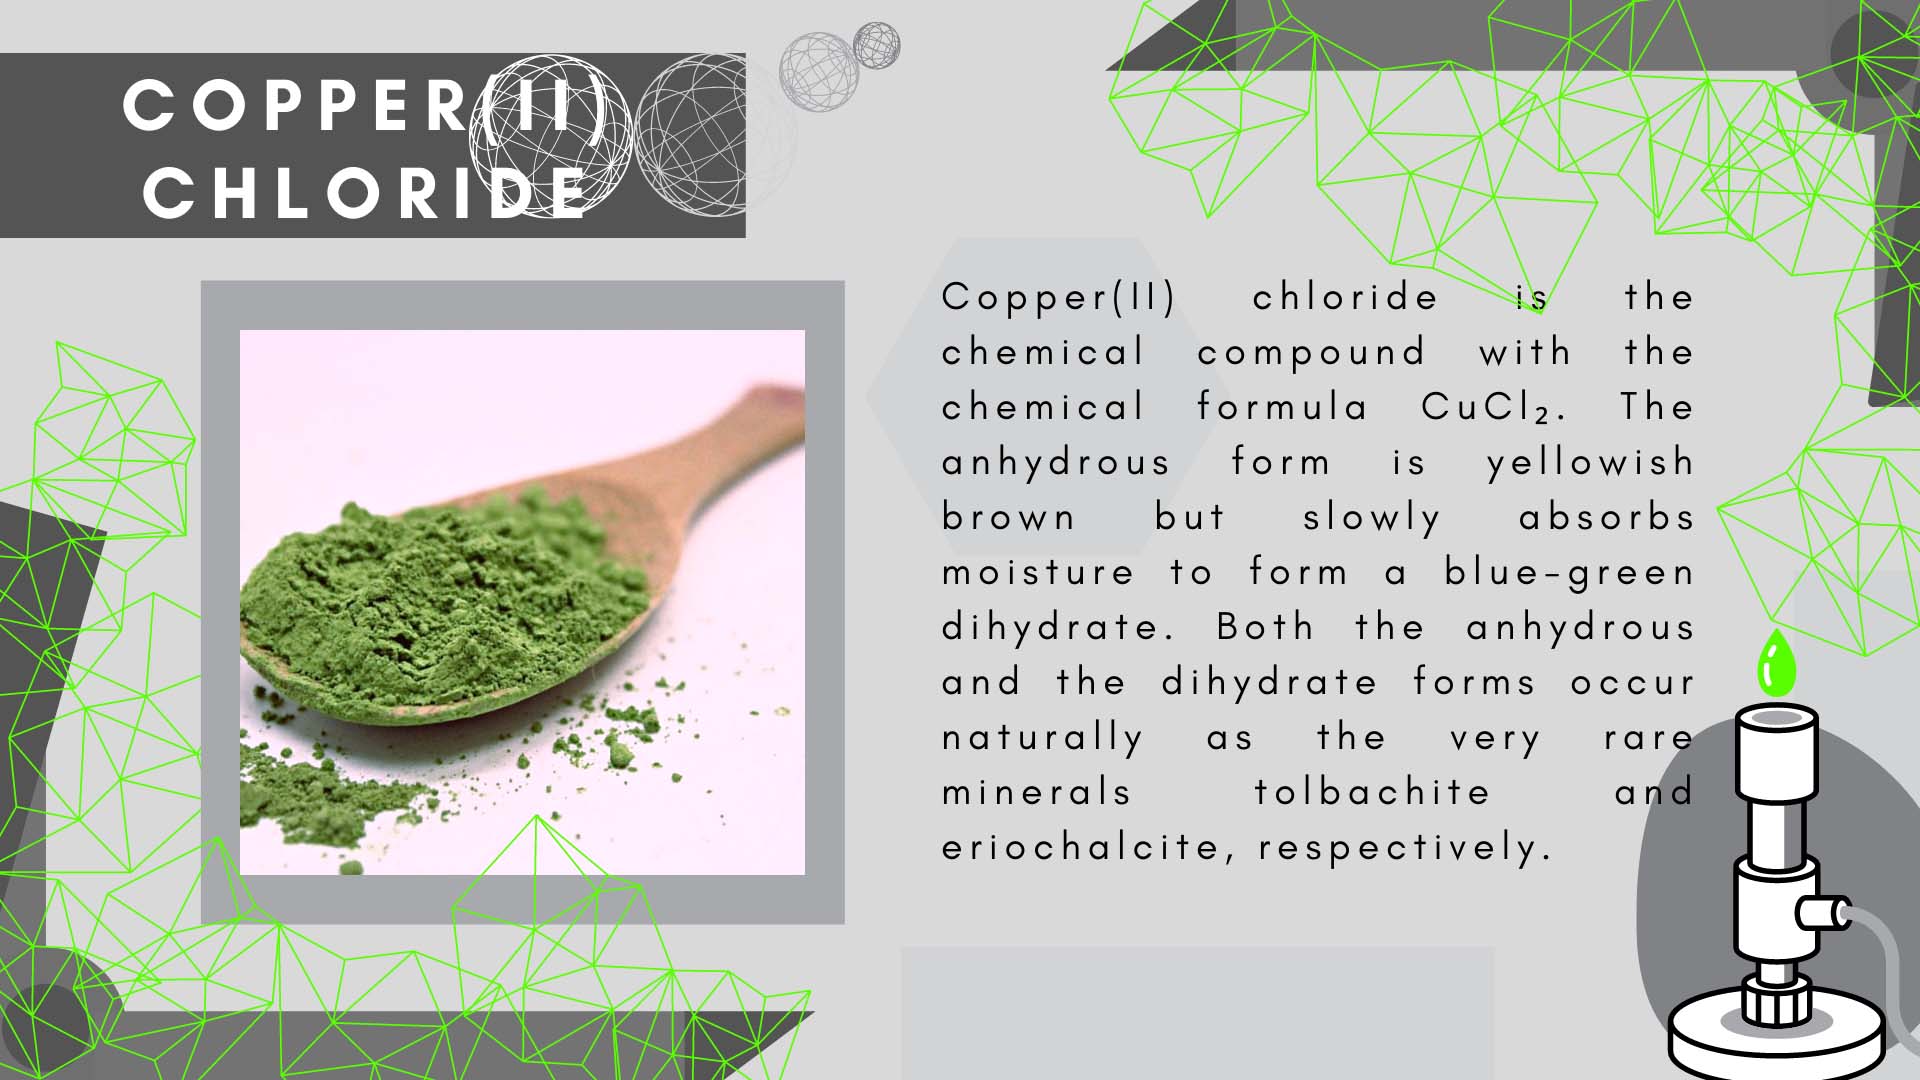 COPPER(II)
CHLORIDE
Copper(II) chloride is the
chemical compound with the
chemical formula CuCl₂. The
anhydrous form is yellowish
brown but slowly absorbs
moisture to form a blue-green
dihydrate. Both the anhydrous
and the dihydrate forms occur
naturally as the very rare
minerals tolbachite and
eriochalcite, respectively.